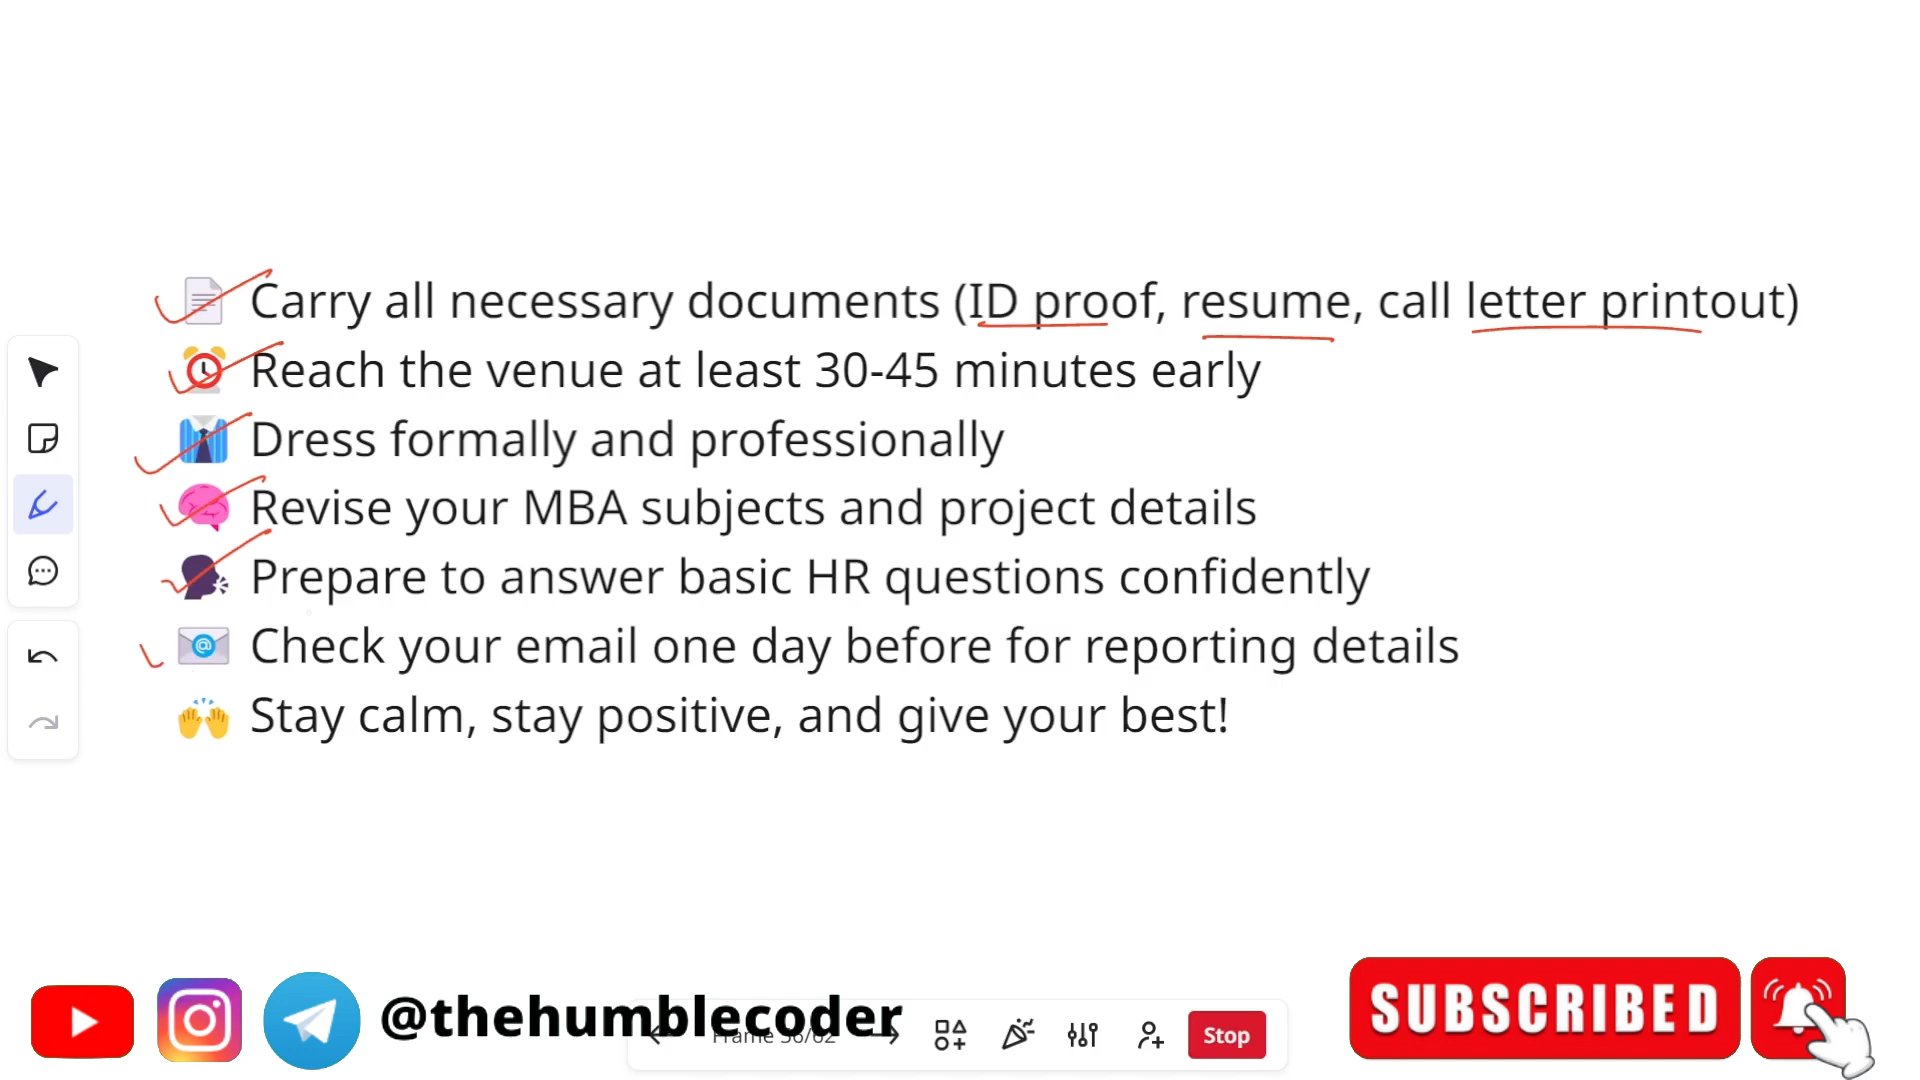 Carry all necessary documents (ID proof, resume, call letter printout)
Reach the venue at least 30-45 minutes early
Dress formally and professionally
Revise your MBA subjects and project details
Prepare to answer basic HR questions confidently
Check your email one day before for reporting details
Stay calm, stay positive, and give your best!
@thehumblecoder
Frame 56/62
Stop
SUBSCRIBED